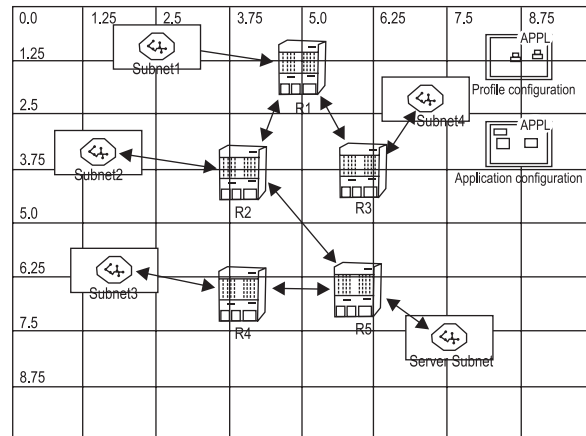 0.0 1.25 2.5 3.75 5.0 6.25 7.5 8.75
APPL
Subnet1
1.25
R1
Profile configuration
2.5
Subnet4
APPL
3.75
Subnet2
R2
R3
Application configuration
5.0
6.25
Subnet3
R4
R5
7.5
Server Subnet
8.75